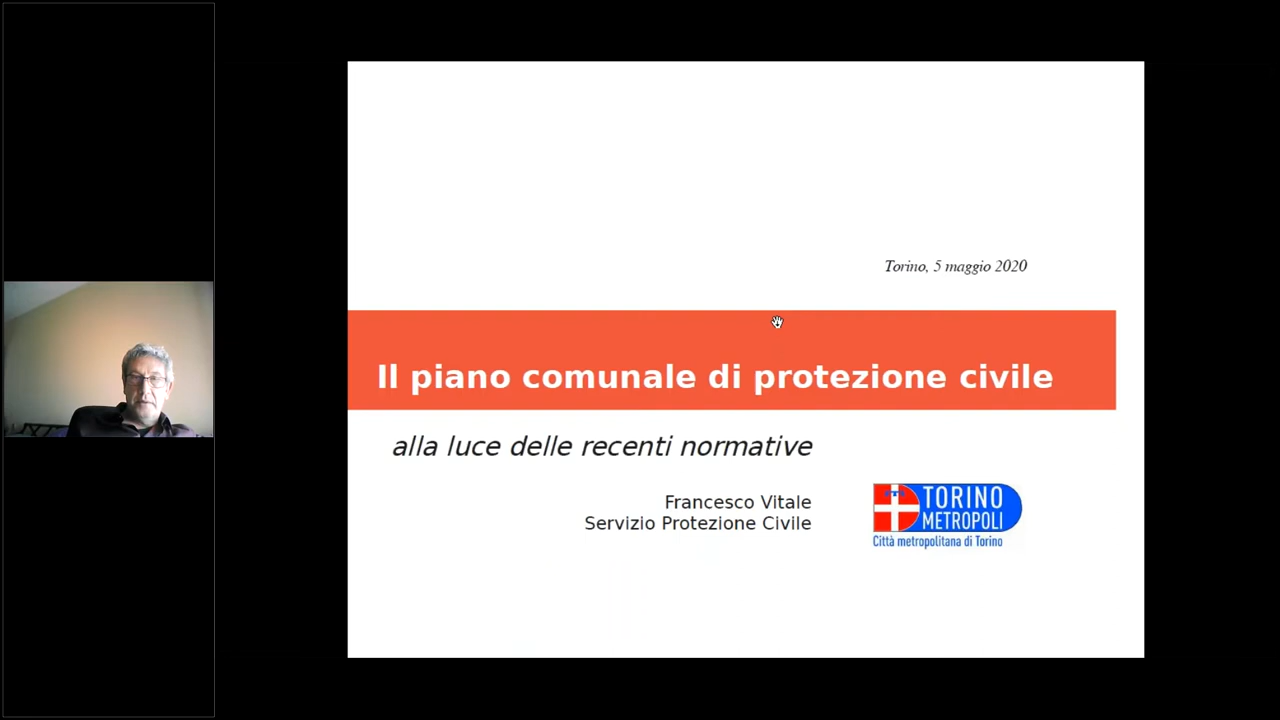 Torino, 5 maggio 2020
Il piano comunale di protezione civile
alla luce delle recenti normative
Francesco Vitale
Servizio Protezione Civile
TORINO
METROPOLI
Città metropolitana di Torino